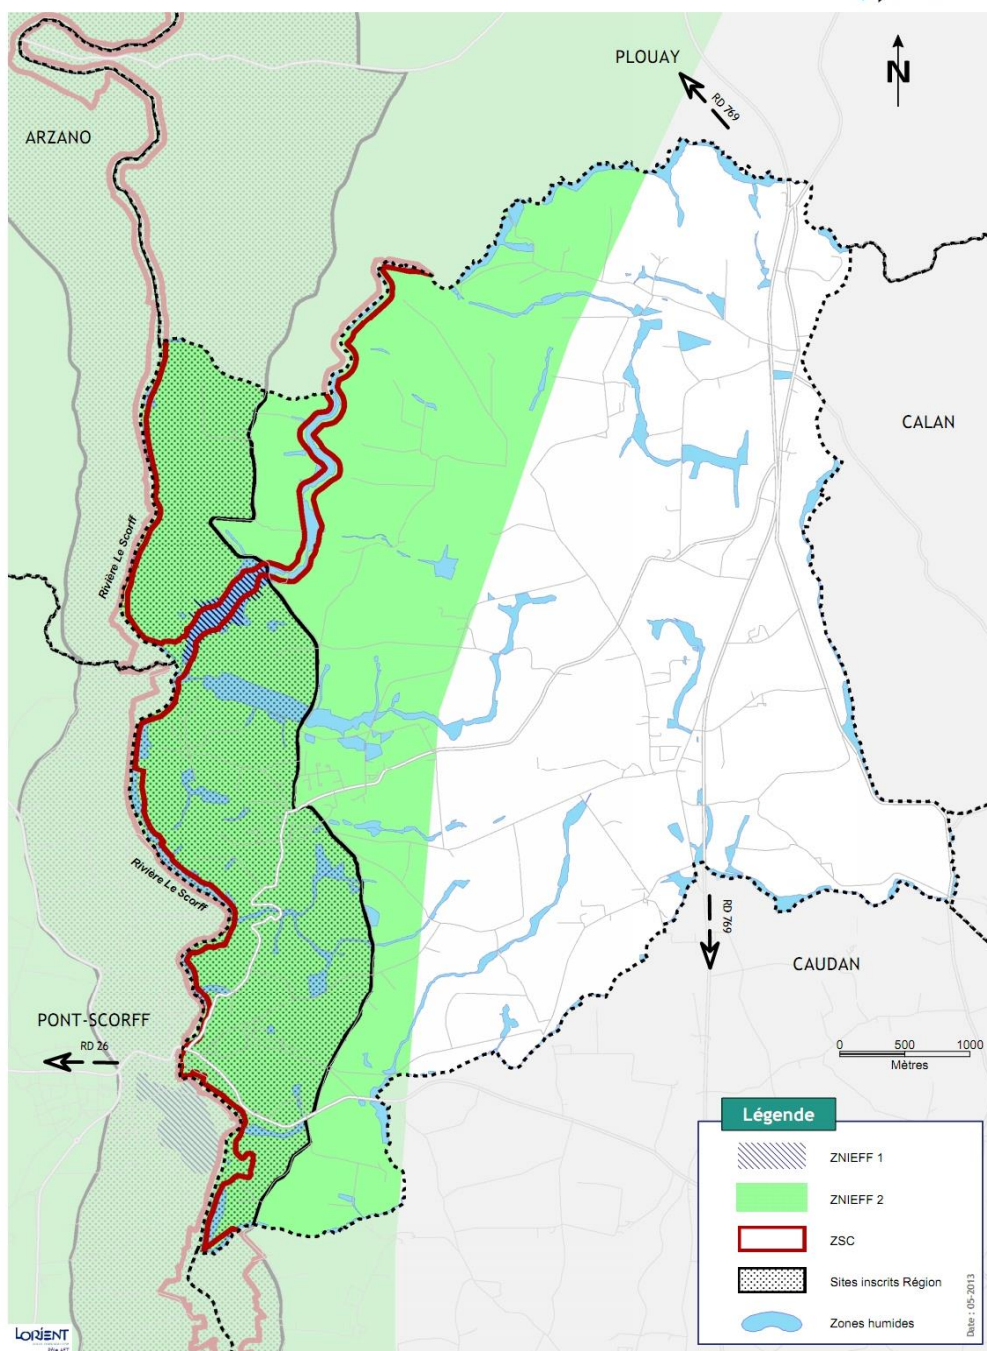 PLOUAY
N
RD 769
ARZANO
CALAN
Rivière Le Scorff
Rivière Le Scorff
RD 769
CAUDAN
PONT-SCORFF
RD 26
0 500 1000
Mètres
Légende
ZNIEFF 1
ZNIEFF 2
ZSC
Sites inscrits Région
Zones humides
Date : 05-2013
LORIENT